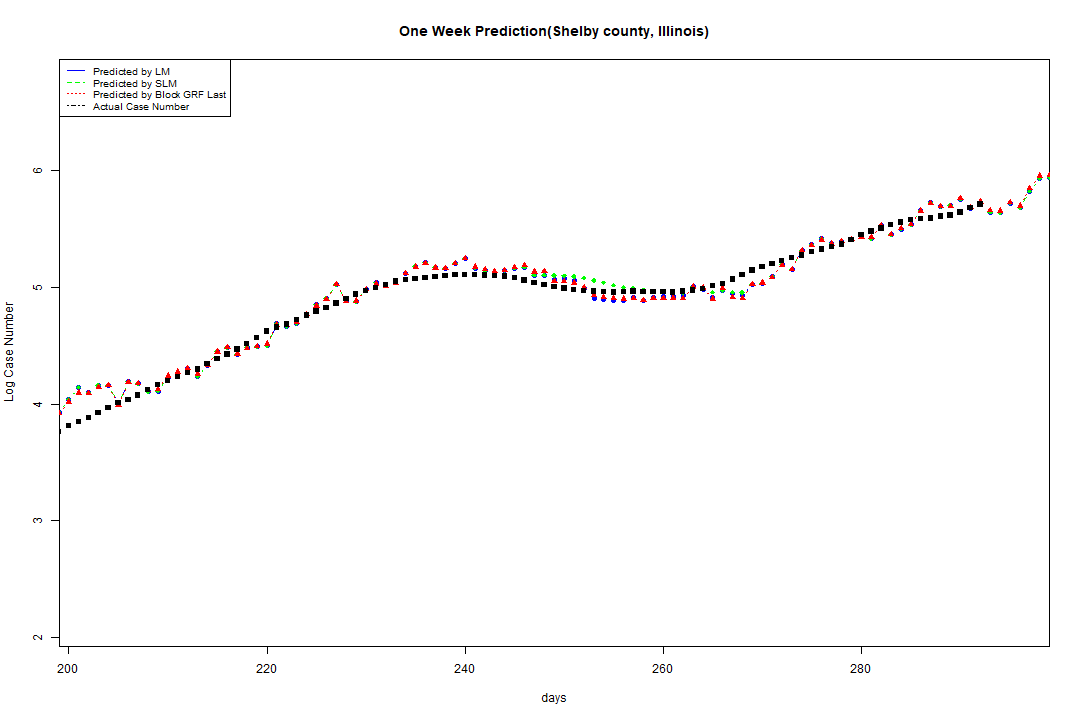 One Week Prediction(Shelby county, Illinois)
Predicted by LM
Predicted by SLM
Predicted by Block GRF Last
Actual Case Number
6
5
4
3
2
Log Case Number
200 220 240 260 280
days